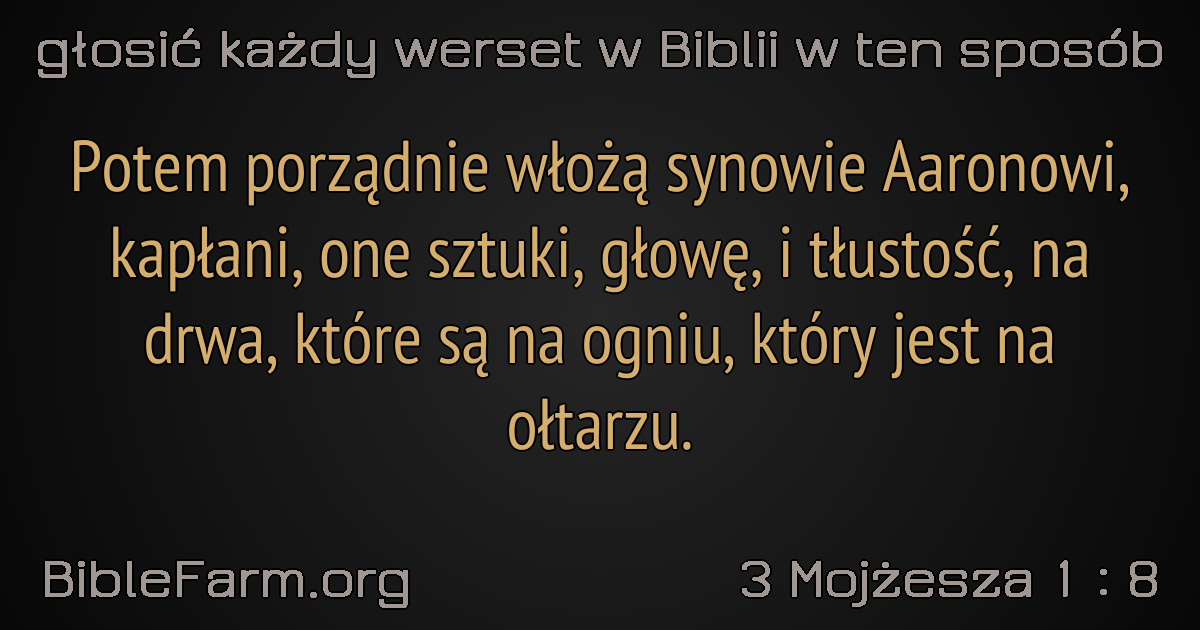 głosić każdy werset w Biblii w ten sposób
Potem porządnie włożą synowie Aaronowi,
kapłani, one sztuki, głowę, i tłustość, na
drwa, które są na ogniu, który jest na
ołtarzu.
BibleFarm.org
3 Mojżesza 1 : 8